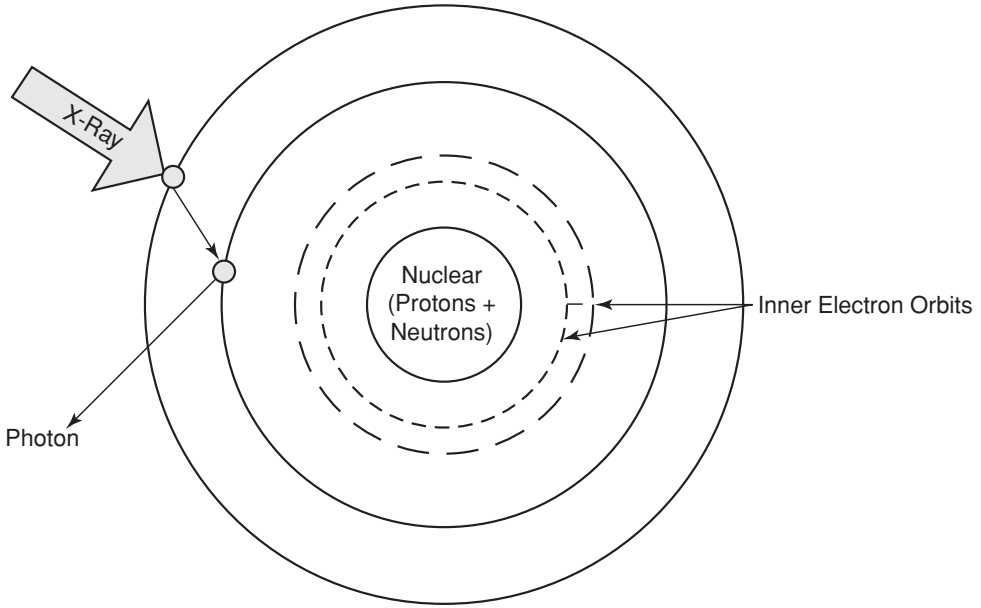 X-Ray
Nuclear
(Protons +
Neutrons)
Inner Electron Orbits
Photon